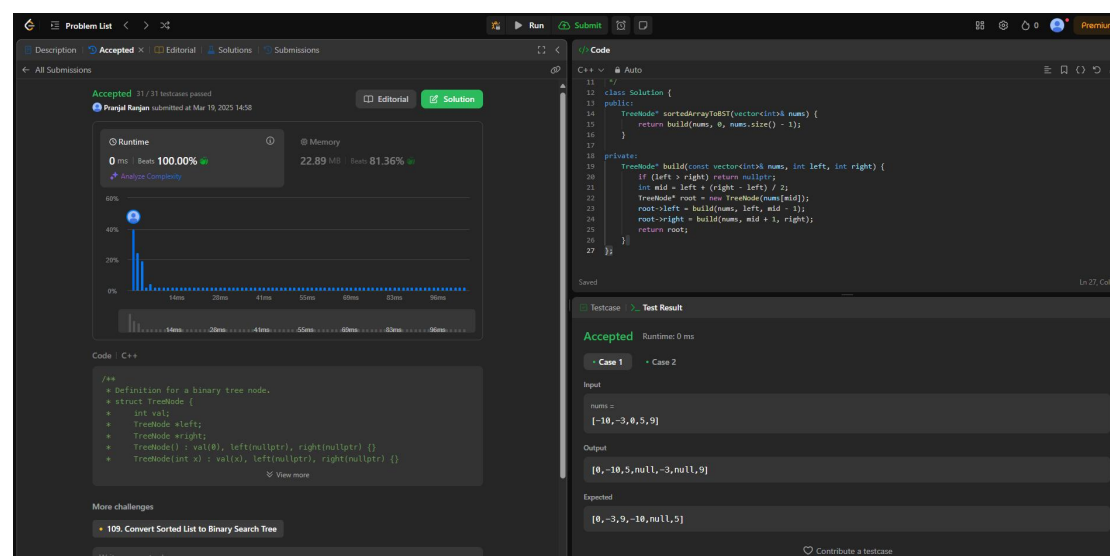 Problem List
Run
Submit
0
Premium
Description
Accepted
Editorial
Solutions
Submissions
All Submissions
Accepted 31 / 31 testcases passed
Pranjal Ranjan submitted at Mar 19, 2025 14:58
Editorial
Solution
Runtime
0 ms Beats 100.00%
Analyze Complexity
Memory
22.89 MB Beats 81.36%
60%
40%
20%
0%
14ms 28ms 41ms 55ms 69ms 83ms 96ms
14ms 28ms 41ms 55ms 69ms 83ms 96ms
Code C++
/**
* Definition for a binary tree node.
* struct TreeNode {
*     int val;
*     TreeNode *left;
*     TreeNode *right;
*     TreeNode() : val(0), left(nullptr), right(nullptr) {}
*     TreeNode(int x) : val(x), left(nullptr), right(nullptr) {}
View more
More challenges
109. Convert Sorted List to Binary Search Tree
</> Code
C++ Auto
11 */
12 class Solution {
13 public:
14     TreeNode* sortedArrayToBST(vector<int>& nums) {
15         return build(nums, 0, nums.size() - 1);
16     }
17
18 private:
19     TreeNode* build(const vector<int>& nums, int left, int right) {
20         if (left > right) return nullptr;
21         int mid = left + (right - left) / 2;
22         TreeNode* root = new TreeNode(nums[mid]);
23         root->left = build(nums, left, mid - 1);
24         root->right = build(nums, mid + 1, right);
25         return root;
26     }
27 };
Saved
Ln 27, Col
Testcase
>_ Test Result
Accepted Runtime: 0 ms
Case 1
Case 2
Input
nums =
[-10,-3,0,5,9]
Output
[0,-10,5,null,-3,null,9]
Expected
[0,-3,9,-10,null,5]
Contribute a testcase